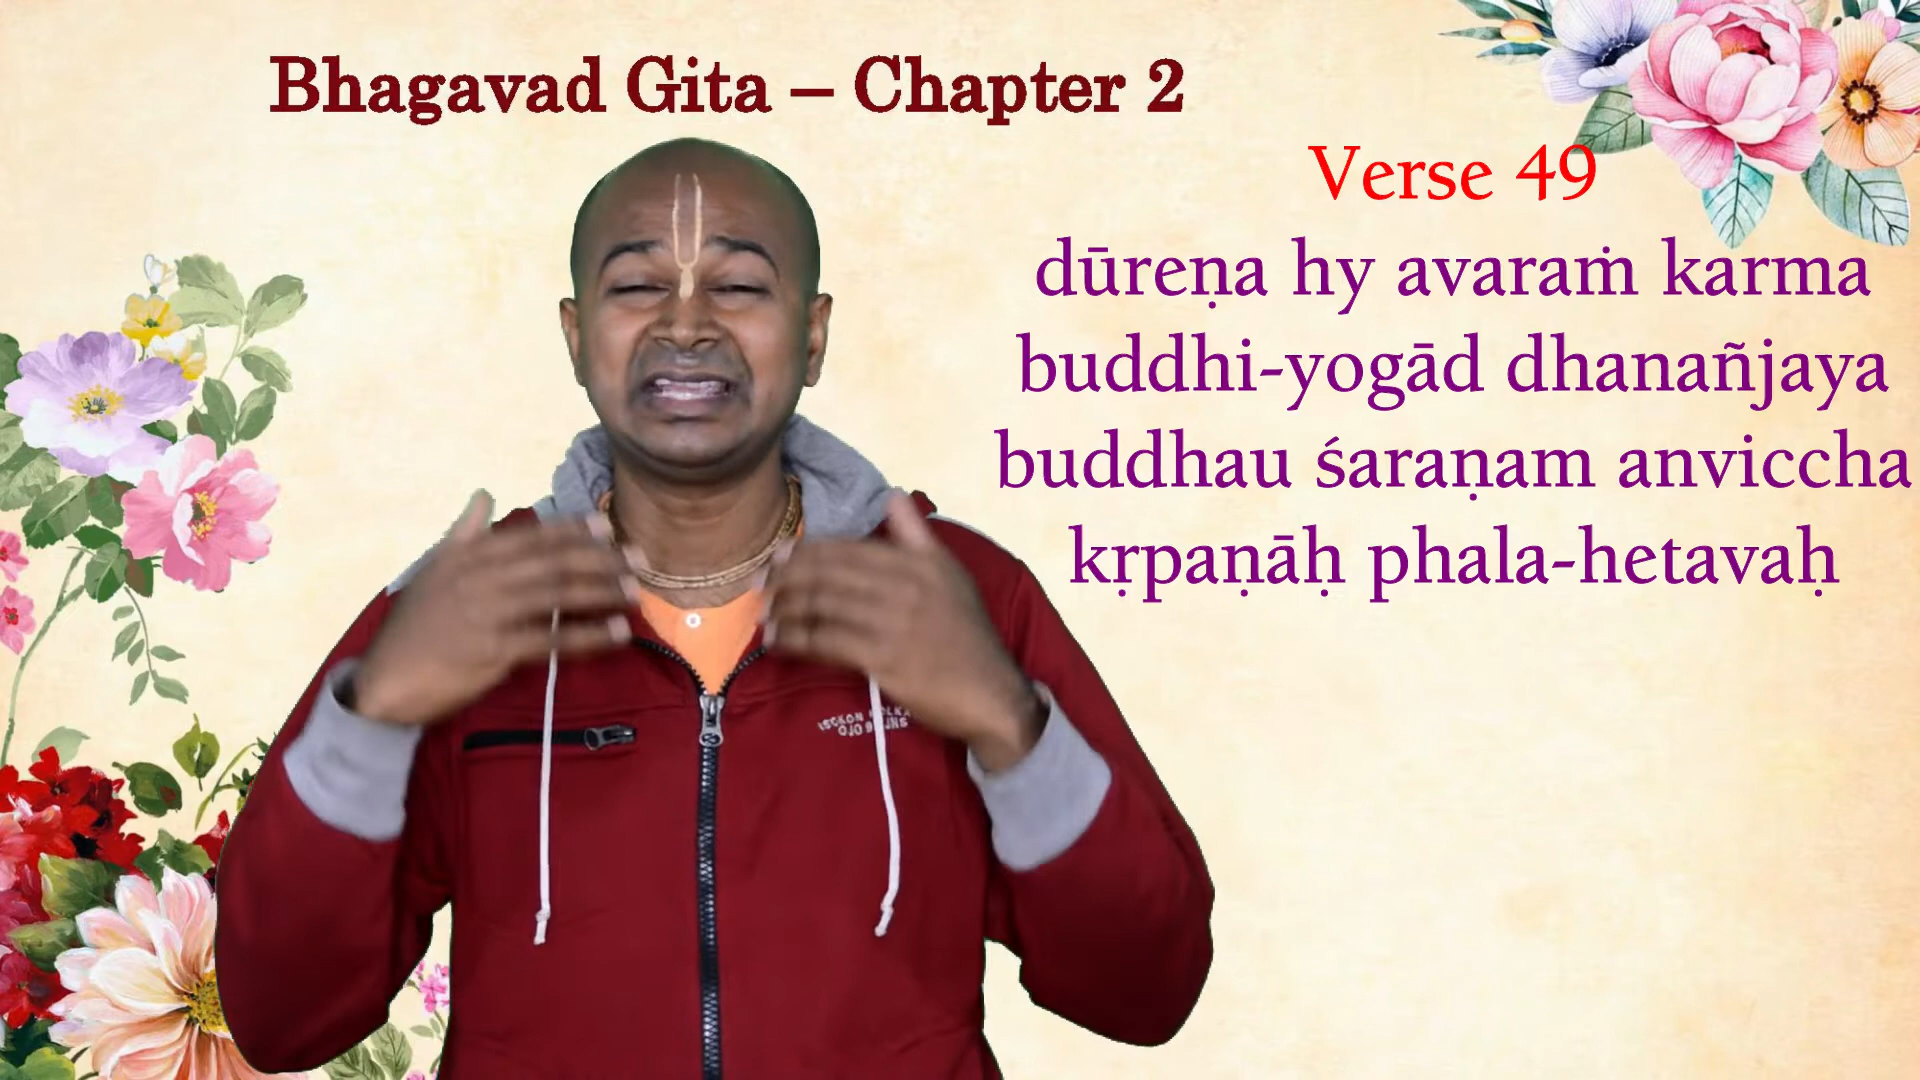 Bhagavad Gita – Chapter 2
Verse 49
dūreṇa hy avaraṁ karma
buddhi-yogād dhanañjaya
buddhau śaraṇam anviccha
kṛpaṇāḥ phala-hetavaḥ